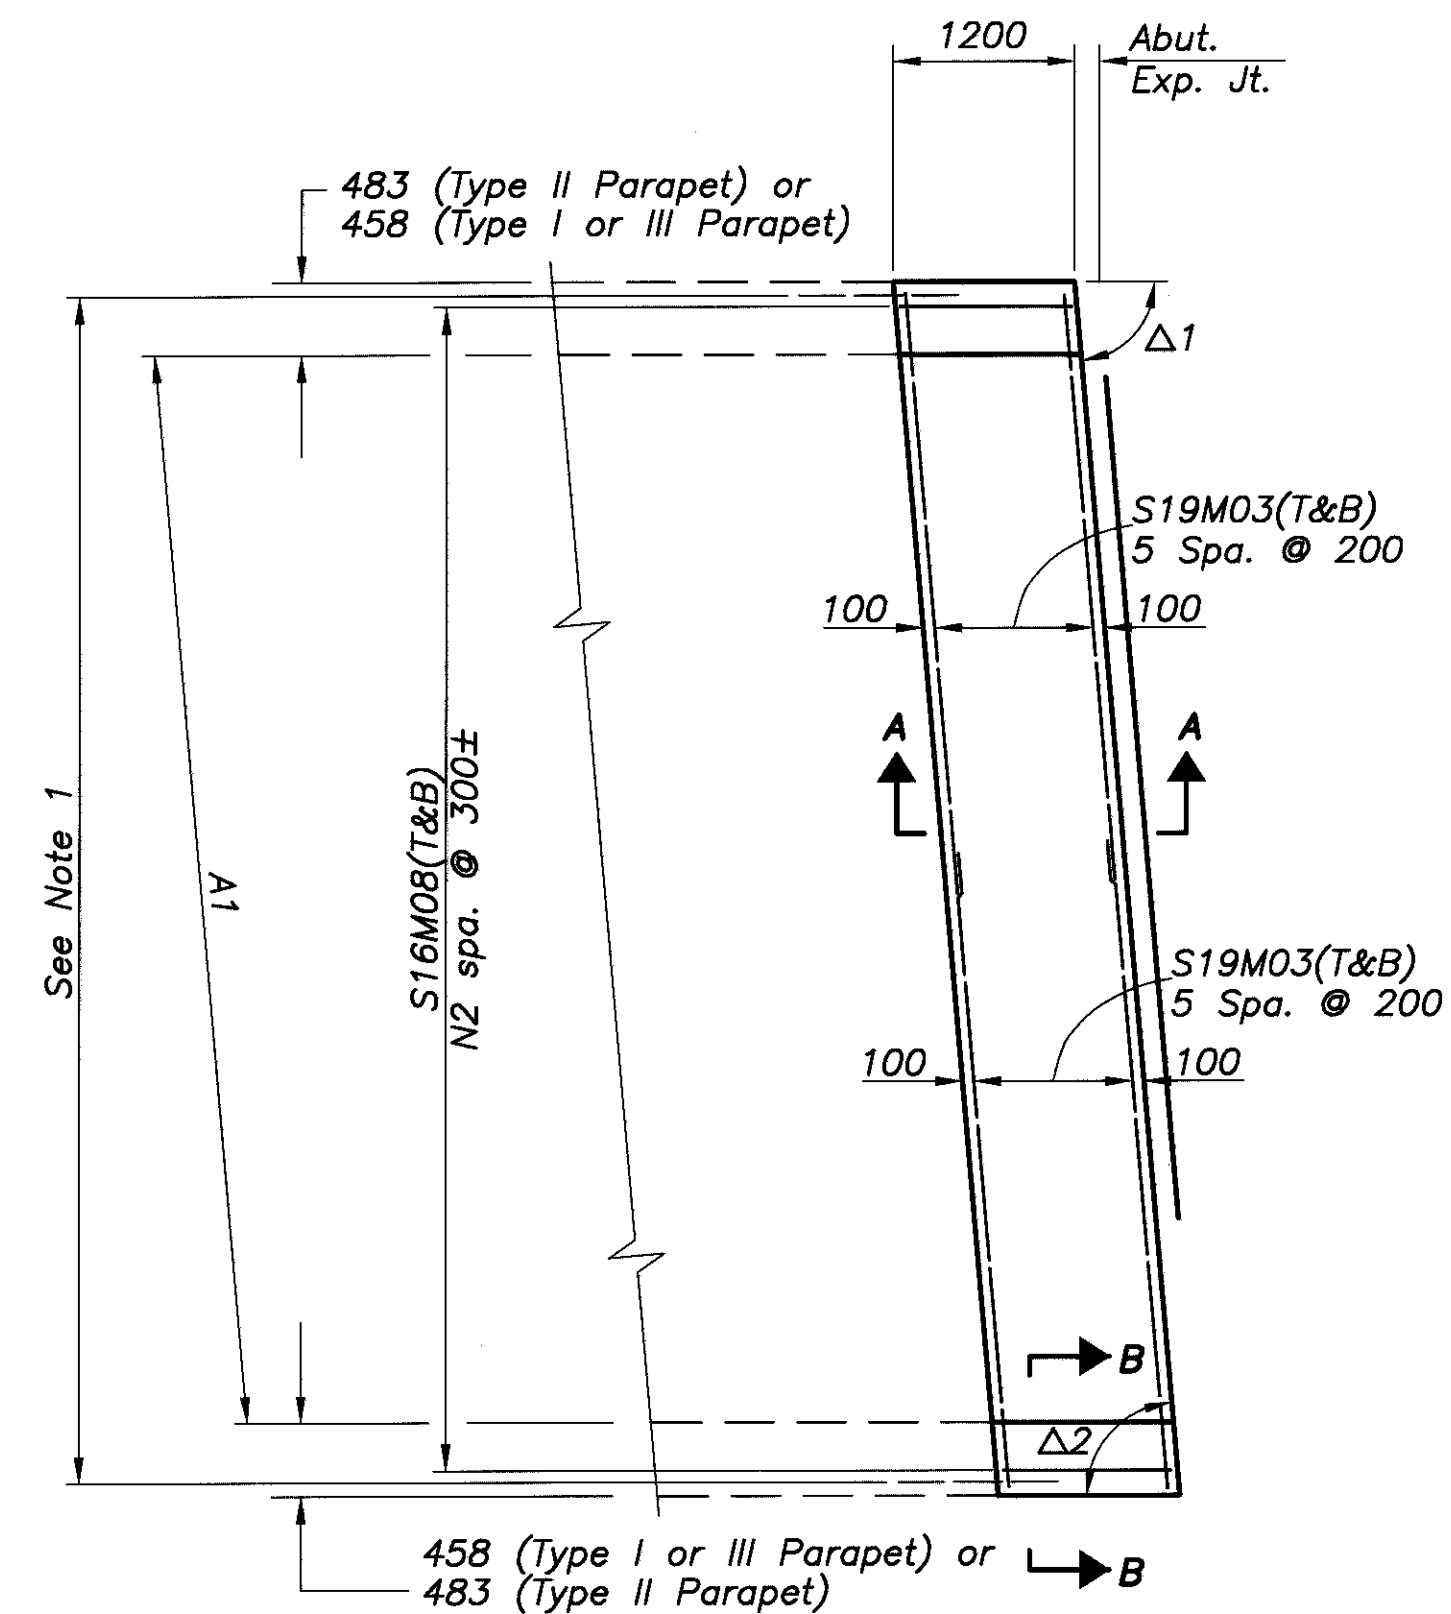 1200
Abut.
Exp. Jt.
483 (Type II Parapet) or
458 (Type I or III Parapet)
△1
S19M03(T&B)
5 Spa. @ 200
100
100
A
A
See Note 1
A1
S16M08(T&B)
N2 spa. @ 300±
S19M03(T&B)
5 Spa. @ 200
100
100
B
△2
458 (Type I or III Parapet) or
483 (Type II Parapet)
B